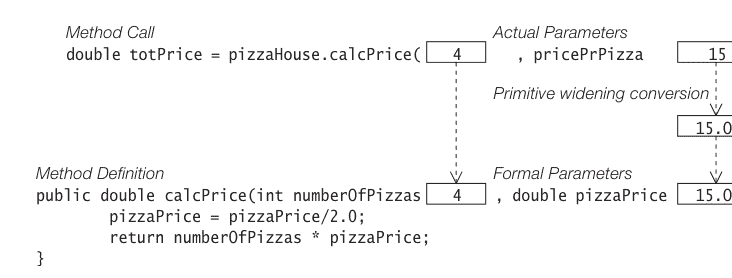 Method Call Actual Parameters
double totPrice = pizzaHouse.calcPrice( 4 , pricePrPizza 15
Primitive widening conversion
15.0
Method Definition Formal Parameters
public double calcPrice(int numberOfPizzas 4 , double pizzaPrice 15.0
pizzaPrice = pizzaPrice/2.0;
return numberOfPizzas * pizzaPrice;
}